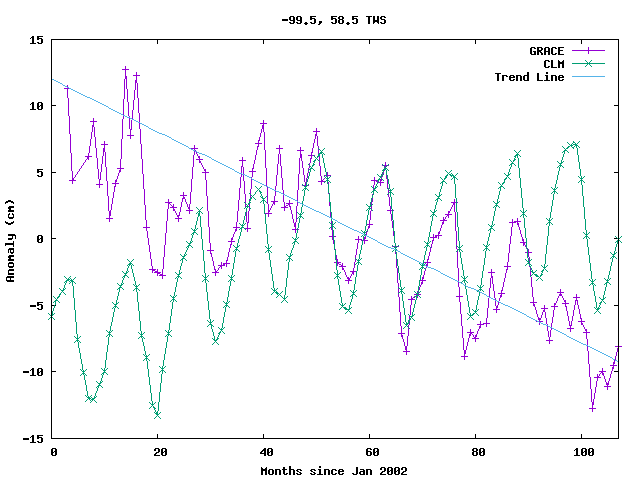 -99.5, 58.5 TWS
15
10
5
0
-5
-10
-15
Anomaly (cm)
GRACE
CLM
Trend Line
0 20 40 60 80 100
Months since Jan 2002